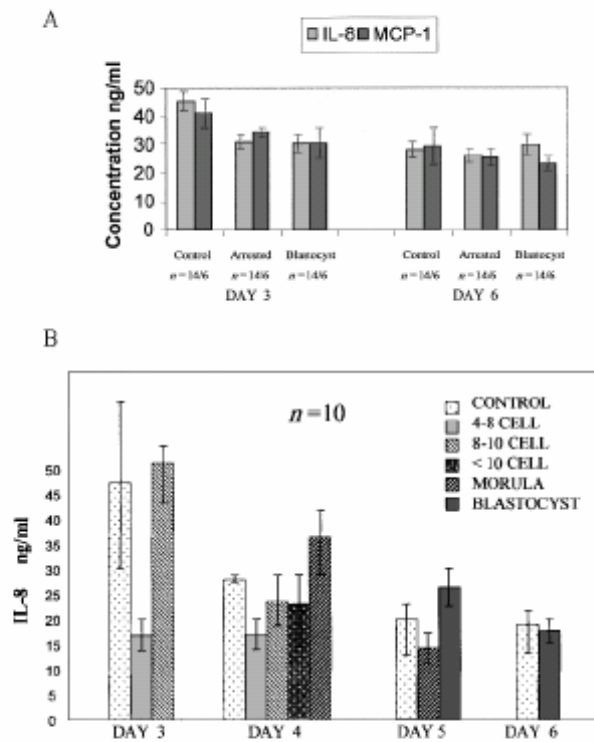 A
IL-8 MCP-1
Concentration ng/ml
50
40
30
20
10
0
Control Arrested Blastocyst Control Arrested Blastocyst
n=14/6 n=14/6 n=14/6 n=14/6 n=14/6 n=14/6
DAY 3 DAY 6
B
n=10
CONTROL
4-8 CELL
8-10 CELL
< 10 CELL
MORULA
BLASTOCYST
IL-8 ng/ml
50
45
40
35
30
25
20
15
10
5
0
DAY 3 DAY 4 DAY 5 DAY 6